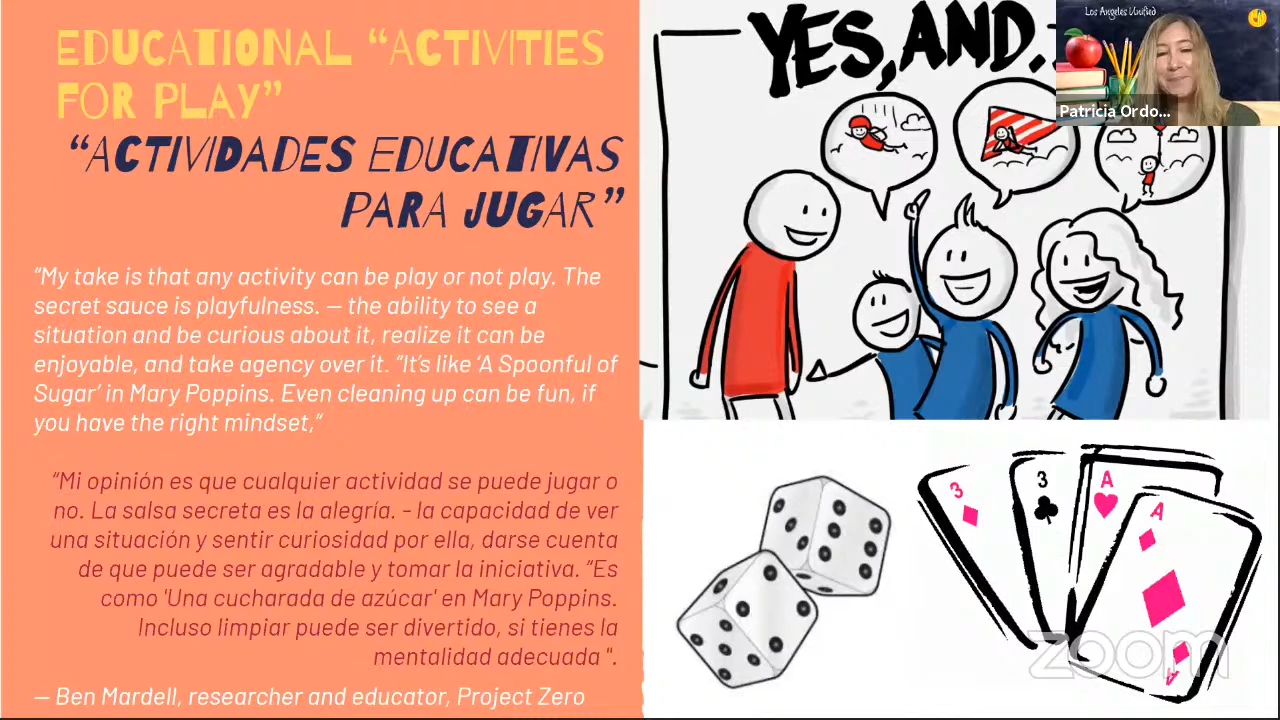 EDUCATIONAL “ACTIVITIES
FOR PLAY”
“ACTIVIDADES EDUCATIVAS
PARA JUGAR”
“My take is that any activity can be play or not play. The
secret sauce is playfulness. — the ability to see a
situation and be curious about it, realize it can be
enjoyable, and take agency over it. “It’s like ‘A Spoonful of
Sugar’ in Mary Poppins. Even cleaning up can be fun, if
you have the right mindset,”
“Mi opinión es que cualquier actividad se puede jugar o
no. La salsa secreta es la alegría. - la capacidad de ver
una situación y sentir curiosidad por ella, darse cuenta
de que puede ser agradable y tomar la iniciativa. "Es
como 'Una cucharada de azúcar' en Mary Poppins.
Incluso limpiar puede ser divertido, si tienes la
mentalidad adecuada ".
— Ben Mardell, researcher and educator, Project Zero
YES, AND.
Los Angeles Unified
Patricia Ordo...
3
3
A
A
A
zoom